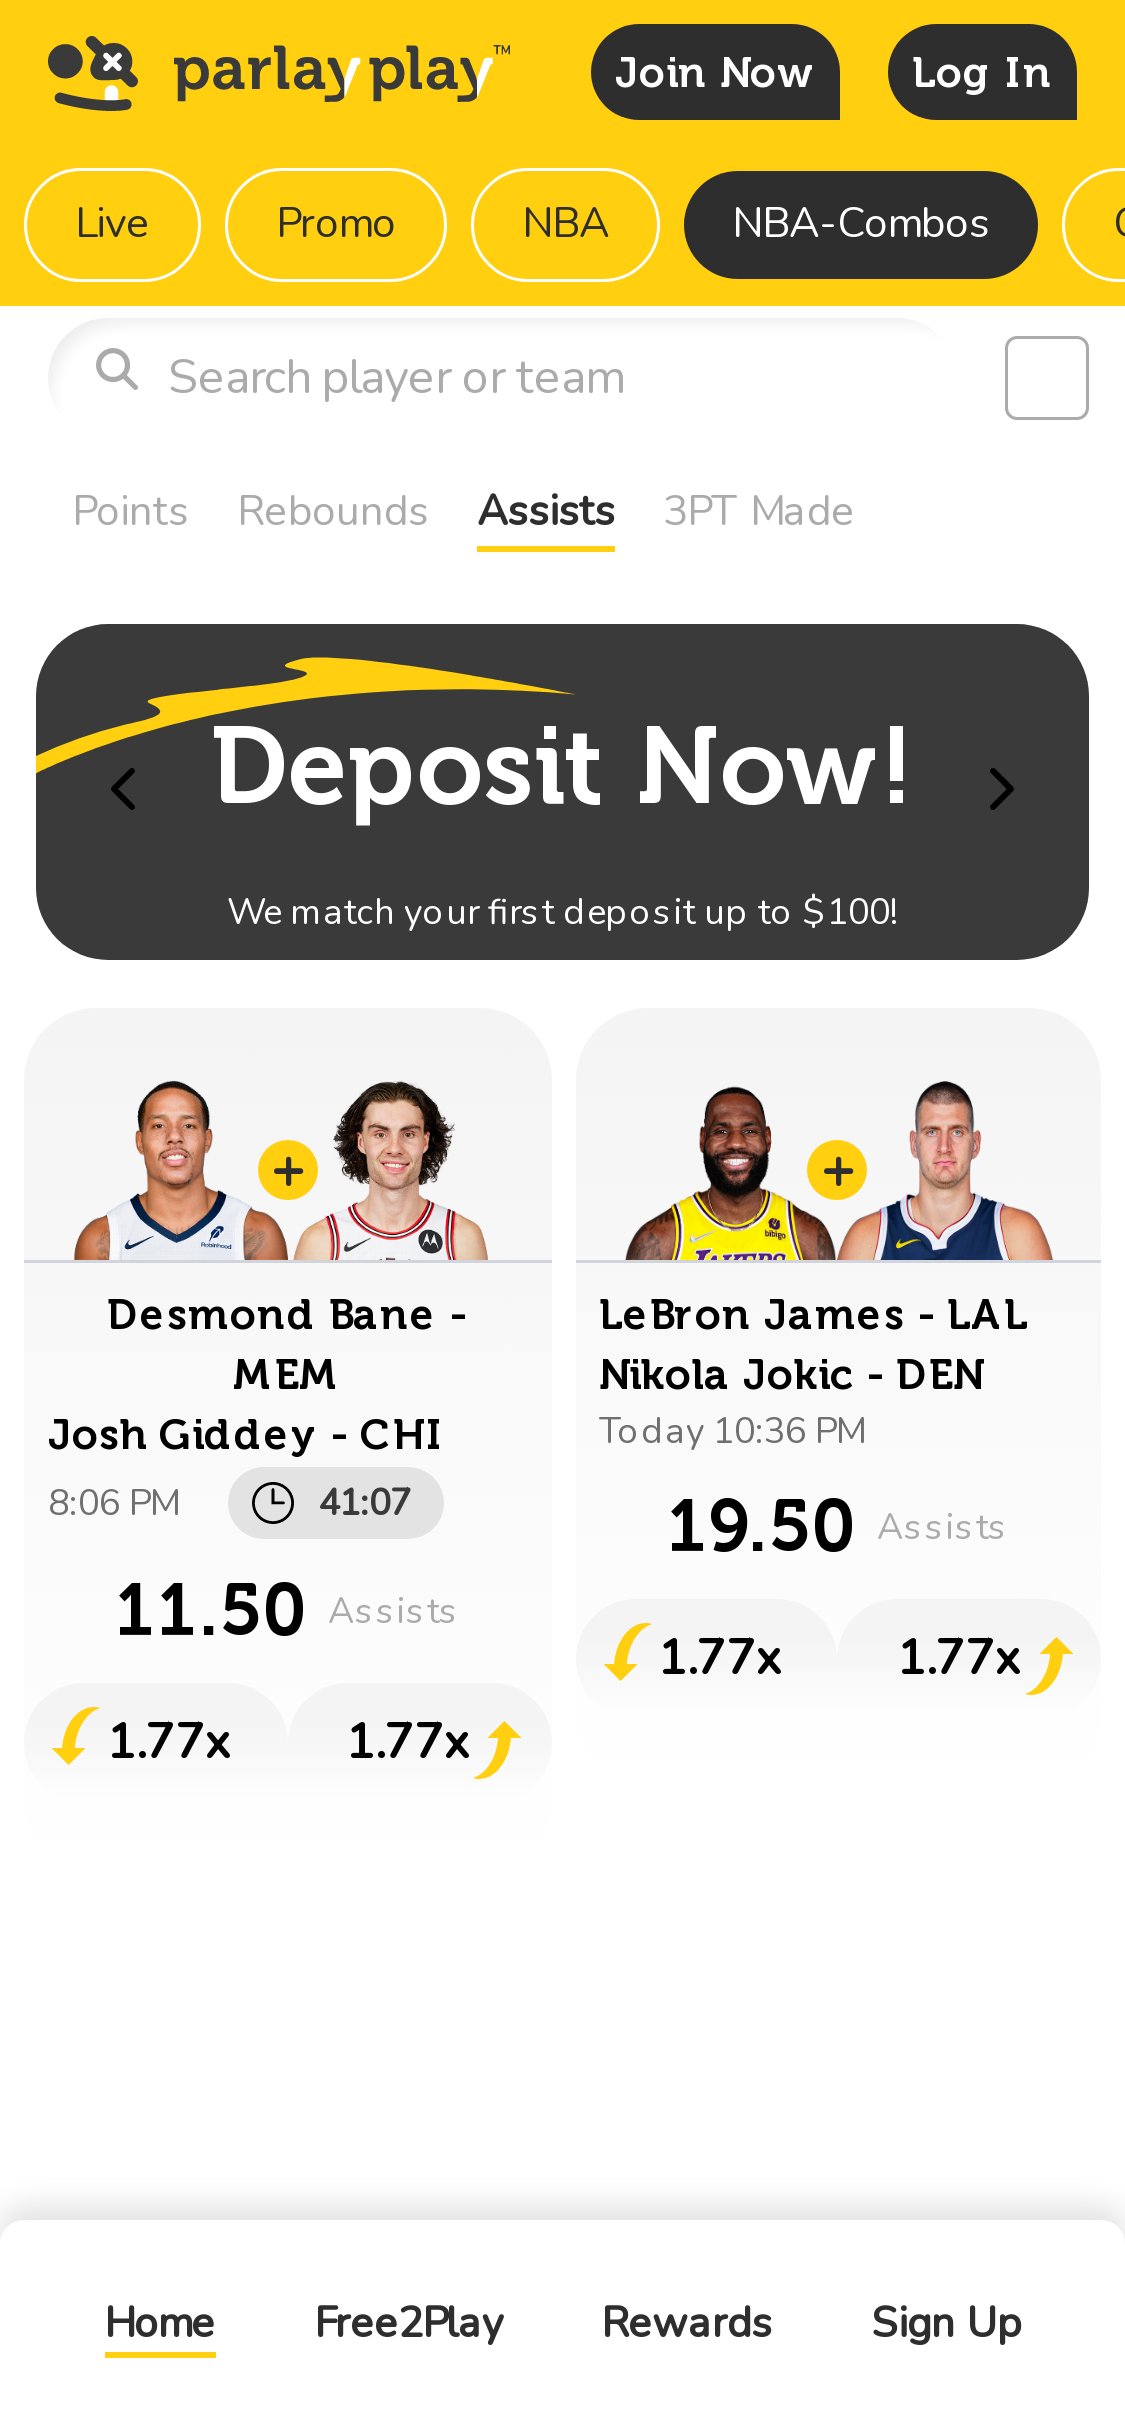 parlayplay™
Join Now
Log In
Live
Promo
NBA
NBA-Combos
Search player or team
Points
Rebounds
Assists
3PT Made
Deposit Now!
We match your first deposit up to $100!
Desmond Bane -
MEM
Josh Giddey - CHI
8:06 PM
41:07
11.50 Assists
1.77x
1.77x
LeBron James - LAL
Nikola Jokic - DEN
Today 10:36 PM
19.50 Assists
1.77x
1.77x
Home
Free2Play
Rewards
Sign Up